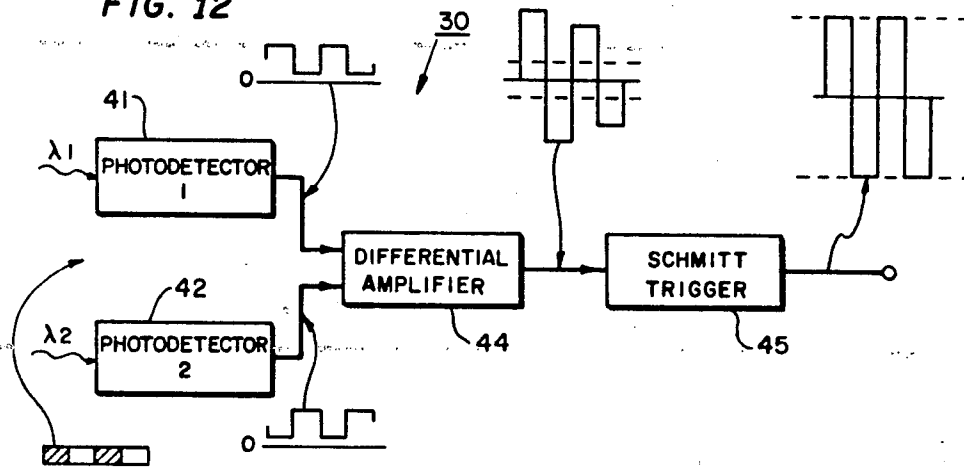 FIG. 12
30
0
41
λ1
PHOTODETECTOR
1
DIFFERENTIAL
AMPLIFIER
SCHMITT
TRIGGER
42
λ2
PHOTODETECTOR
2
44
45
0